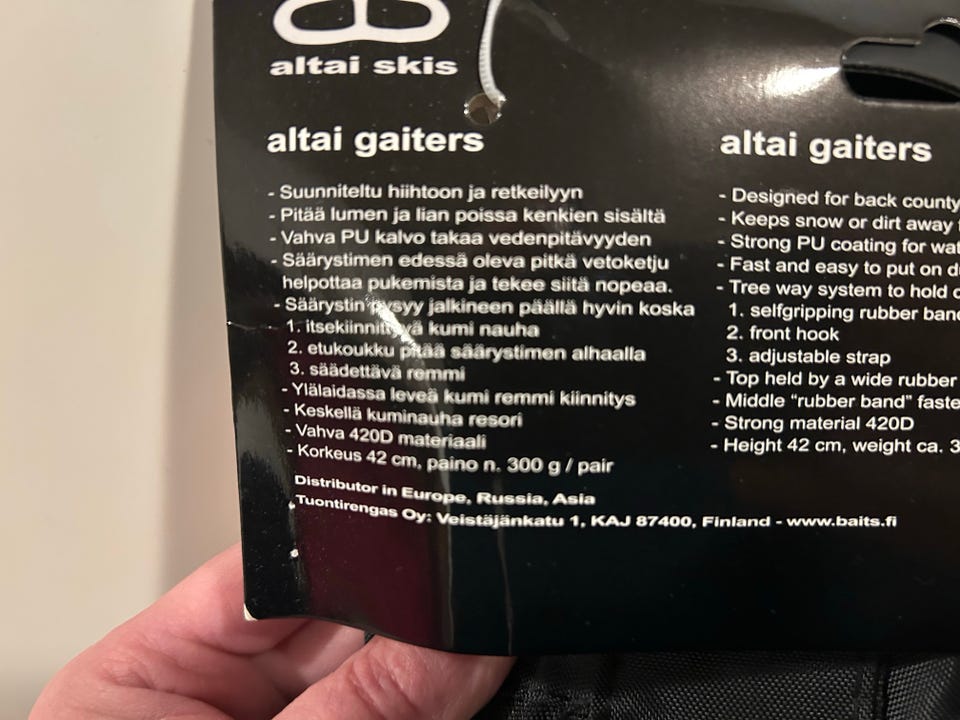 altai skis
altai gaiters
- Suunniteltu hiihtoon ja retkeilyyn
- Pitää lumen ja lian poissa kenkien sisältä
- Vahva PU kalvo takaa vedenpitävyyden
- Säärystimen edessä oleva pitkä vetoketju
helpottaa pukemista ja tekee siitä nopeaa.
- Säärystin pysyy jalkineen päällä hyvin koska
1. itsekiinnittyvä kumi nauha
2. etukoukku pitää säärystimen alhaalla
3. säädettävä remmi
- Ylälaidassa leveä kumi remmi kiinnitys
- Keskellä kuminauha resori
- Vahva 420D materiaali
- Korkeus 42 cm, paino n. 300 g / pair
Distributor in Europe, Russia, Asia
Tuontirengas Oy: Veistäjänkatu 1, KAJ 87400, Finland - www.baits.fi
altai gaiters
- Designed for back county
- Keeps snow or dirt away
- Strong PU coating for
- Fast and easy to put on
- Tree way system to hold
1. selfgripping rubber
2. front hook
3. adjustable strap
- Top held by a wide rubber
- Middle "rubber band"
- Strong material 420D
- Height 42 cm, weight ca.